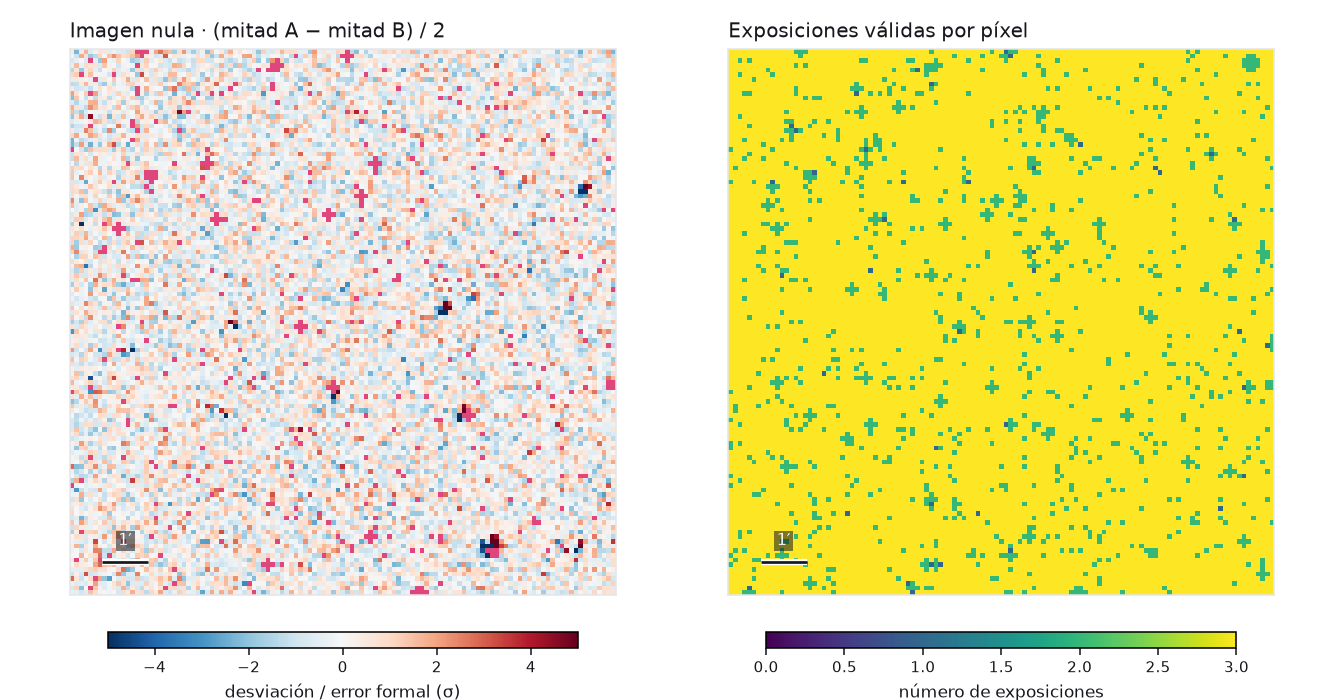 Imagen nula · (mitad A − mitad B) / 2
Exposiciones válidas por píxel
1′
1′
−4 −2 0 2 4
desviación / error formal (σ)
0.0 0.5 1.0 1.5 2.0 2.5 3.0
número de exposiciones